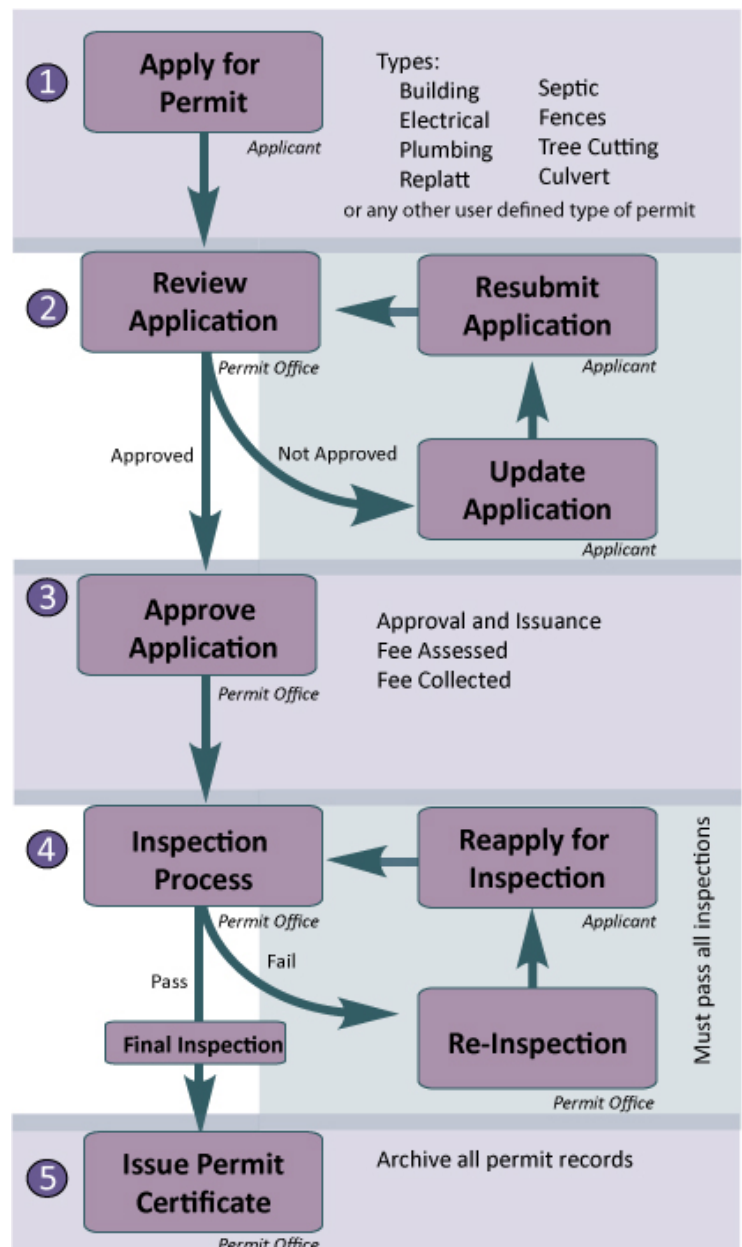 1
Apply for
Permit
Applicant
Types:
Building
Electrical
Plumbing
Replatt
Septic
Fences
Tree Cutting
Culvert
or any other user defined type of permit
2
Review
Application
Permit Office
Resubmit
Application
Applicant
Approved
Not Approved
Update
Application
Applicant
3
Approve
Application
Permit Office
Approval and Issuance
Fee Assessed
Fee Collected
4
Inspection
Process
Permit Office
Reapply for
Inspection
Applicant
Must pass all inspections
Pass
Fail
Final Inspection
Re-Inspection
Permit Office
5
Issue Permit
Certificate
Permit Office
Archive all permit records